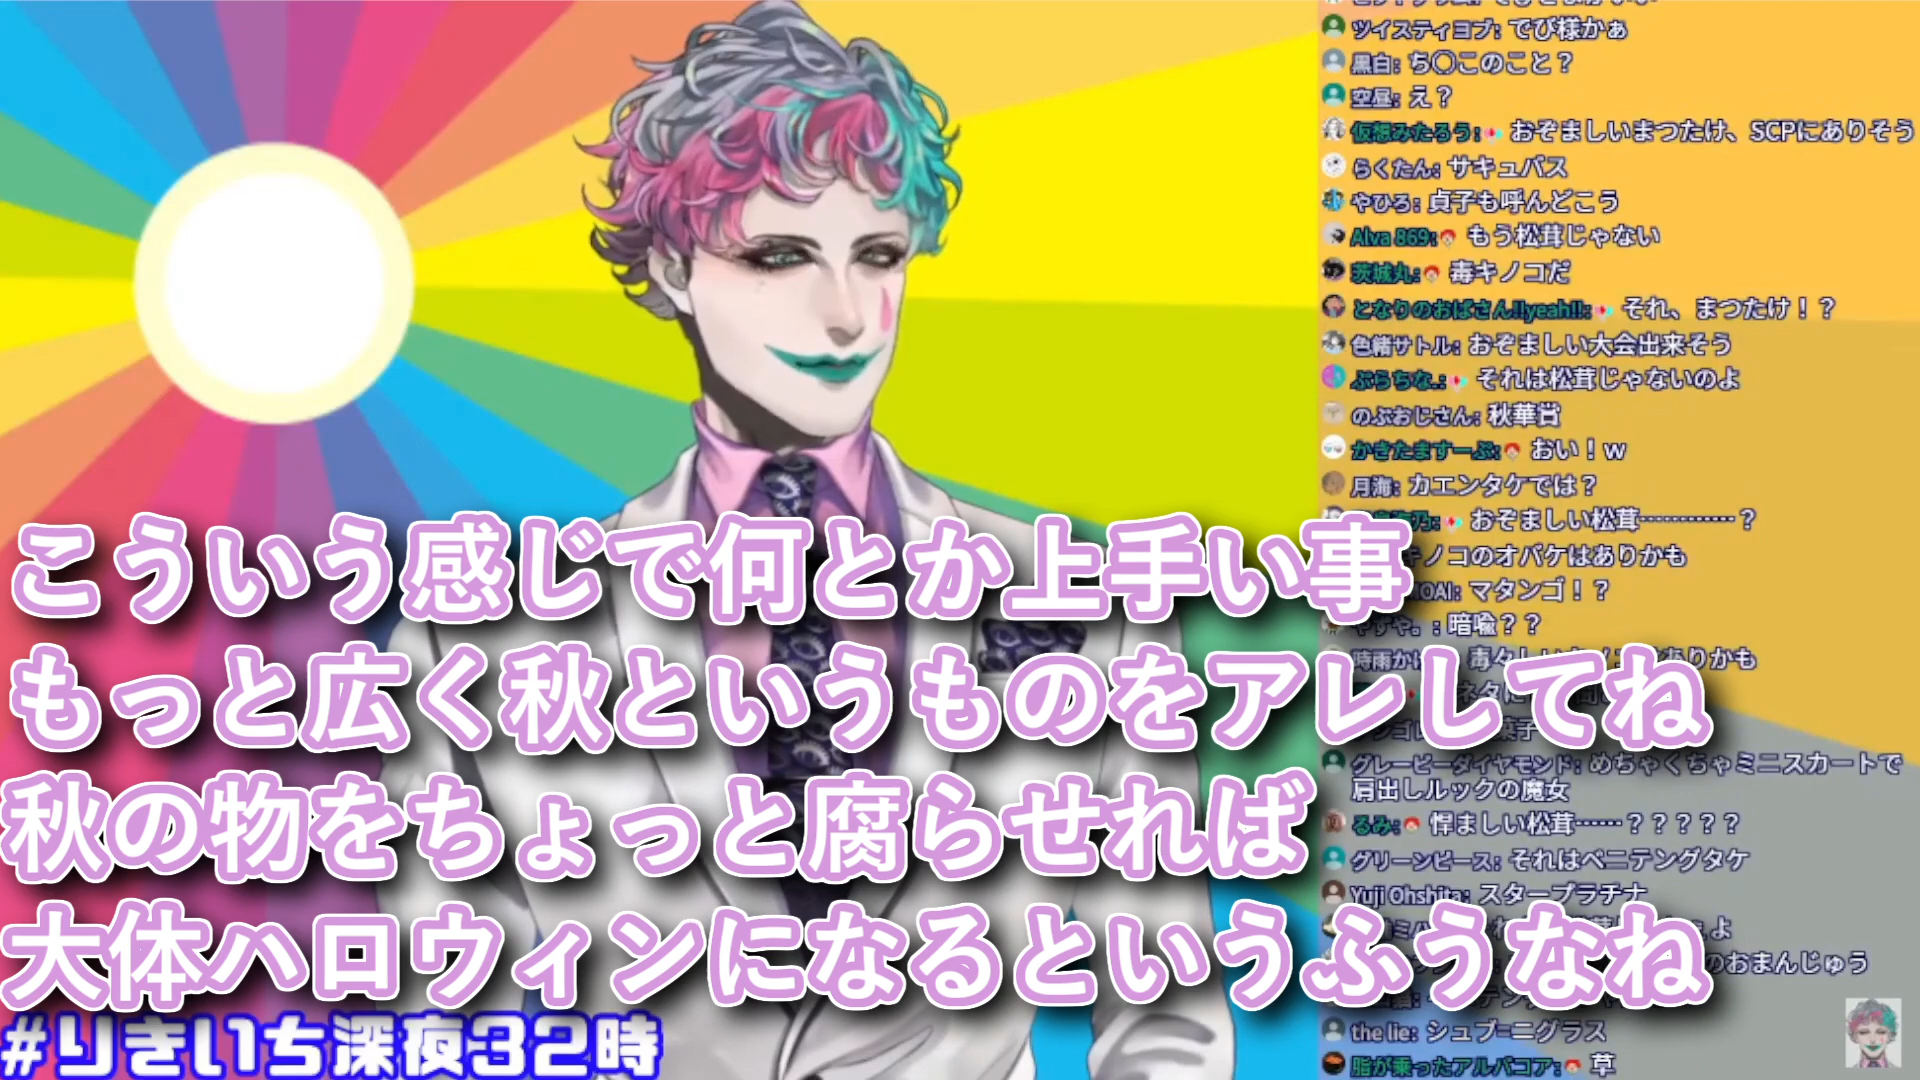 こういう感じで何とか上手い事
もっと広く秋というものをアレしてね
秋の物をちょっと腐らせれば
大体ハロウィンになるというふうなね
#りきいち深夜32時
ツイスティヨブ: でび様かぁ
黒白: ち〇このこと？
空昼: え？
仮想みたろう: おぞましいまつたけ、SCPにありそう
らくたん: サキュバス
やひろ: 貞子も呼んどこう
Alva 869: もう松茸じゃない
茨城丸: 毒キノコだ
となりのおばさん!!yeah!!: それ、まつたけ！？
色緒サトル: おぞましい大会出来そう
ぷらちな.: それは松茸じゃないのよ
のぶおじさん: 秋華賞
かきたますーぷ: おい！w
月海: カエンタケでは？
おぞましい松茸…………？
キノコのオバケはありかも
マタンゴ！？
暗喩？？
ありかも
グレービーダイヤモンド: めちゃくちゃミニスカートで
肩出しルックの魔女
るみ: 悍ましい松茸……？？？？？
グリーンピース: それはベニテングタケ
Yuji Ohshita: スタープラチナ
のおまんじゅう
the lie: シュブ=ニグラス
脂が乗ったアルバコア: 草